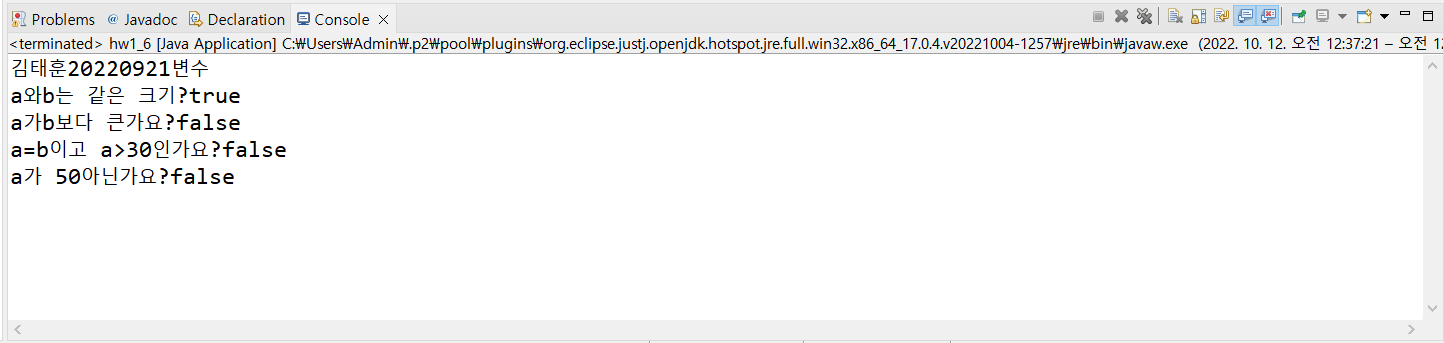 Problems @ Javadoc Declaration Console
<terminated> hw1_6 [Java Application] C:₩Users₩Admin₩.p2₩pool₩plugins₩org.eclipse.justj.openjdk.hotspot.jre.full.win32.x86_64_17.0.4.v20221004-1257₩jre₩bin₩javaw.exe (2022. 10. 12. 오전 12:37:21 – 오전 12
김태훈20220921변수
a와b는 같은 크기?true
a가b보다 큰가요?false
a=b이고 a>30인가요?false
a가 50아닌가요?false